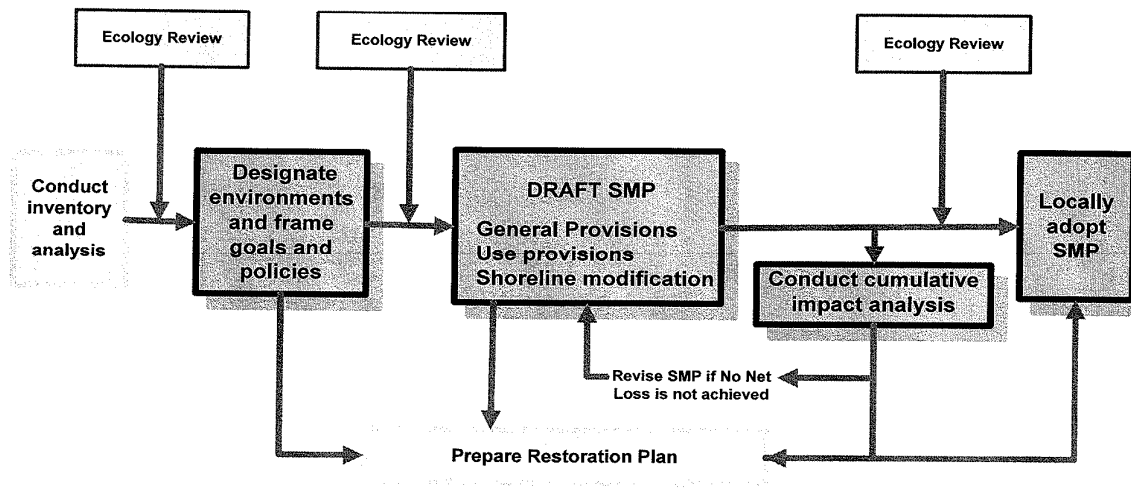 Ecology Review
Ecology Review
Ecology Review
Conduct
inventory
and
analysis
Designate
environments
and frame
goals and
policies
DRAFT SMP
General Provisions
Use provisions
Shoreline modification
Locally
adopt
SMP
Conduct cumulative
impact analysis
Revise SMP if No Net
Loss is not achieved
Prepare Restoration Plan